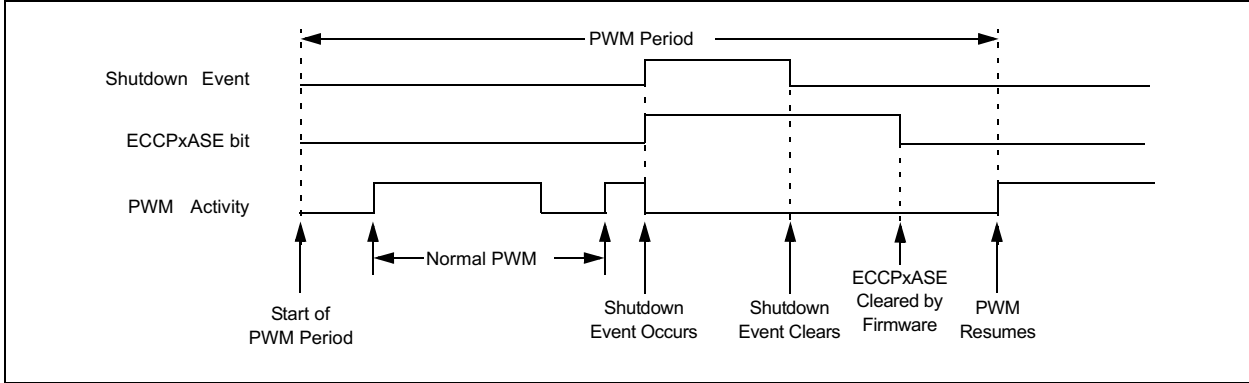 PWM Period
Shutdown Event
ECCPxASE bit
PWM Activity
Normal PWM
Start of
PWM Period
Shutdown
Event Occurs
Shutdown
Event Clears
ECCPxASE
Cleared by
Firmware
PWM
Resumes